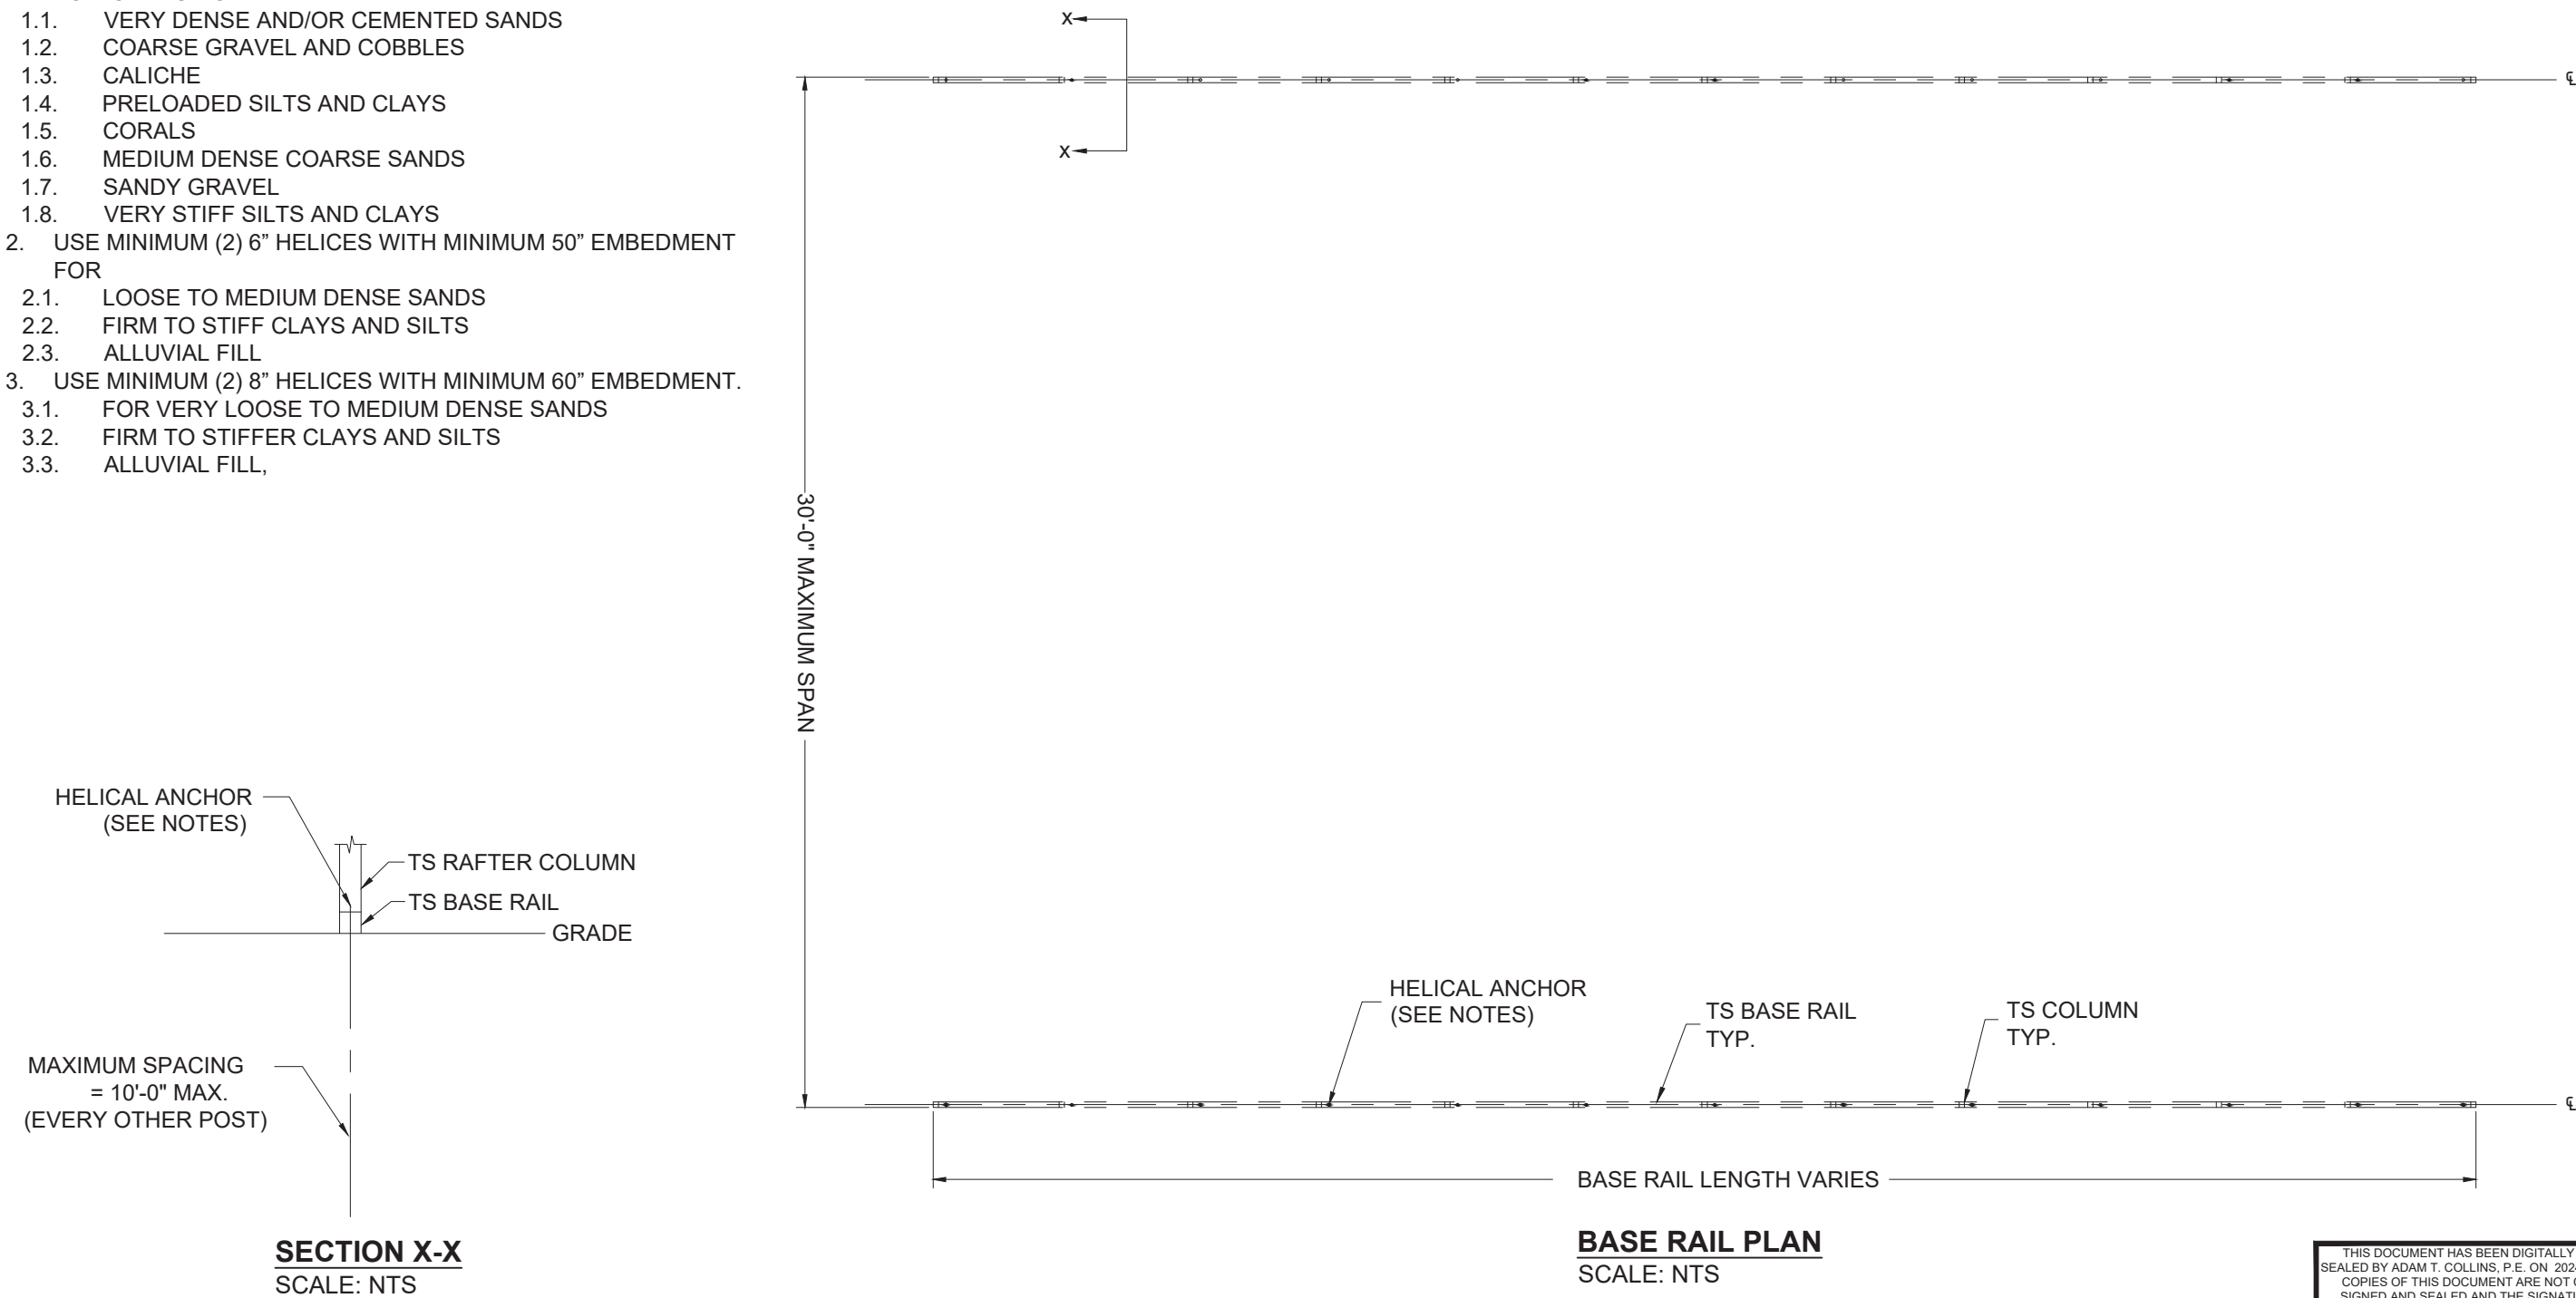 1.1. VERY DENSE AND/OR CEMENTED SANDS
1.2. COARSE GRAVEL AND COBBLES
1.3. CALICHE
1.4. PRELOADED SILTS AND CLAYS
1.5. CORALS
1.6. MEDIUM DENSE COARSE SANDS
1.7. SANDY GRAVEL
1.8. VERY STIFF SILTS AND CLAYS
2. USE MINIMUM (2) 6” HELICES WITH MINIMUM 50” EMBEDMENT
FOR
2.1. LOOSE TO MEDIUM DENSE SANDS
2.2. FIRM TO STIFF CLAYS AND SILTS
2.3. ALLUVIAL FILL
3. USE MINIMUM (2) 8” HELICES WITH MINIMUM 60” EMBEDMENT.
3.1. FOR VERY LOOSE TO MEDIUM DENSE SANDS
3.2. FIRM TO STIFFER CLAYS AND SILTS
3.3. ALLUVIAL FILL,
HELICAL ANCHOR
(SEE NOTES)
TS RAFTER COLUMN
TS BASE RAIL
GRADE
MAXIMUM SPACING
= 10'-0" MAX.
(EVERY OTHER POST)
SECTION X-X
SCALE: NTS
X
X
30'-0" MAXIMUM SPAN
HELICAL ANCHOR
(SEE NOTES)
TS BASE RAIL
TYP.
TS COLUMN
TYP.
BASE RAIL LENGTH VARIES
BASE RAIL PLAN
SCALE: NTS
THIS DOCUMENT HAS BEEN DIGITALLY
SEALED BY ADAM T. COLLINS, P.E. ON
COPIES OF THIS DOCUMENT ARE NOT
SIGNED AND SEALED AND THE